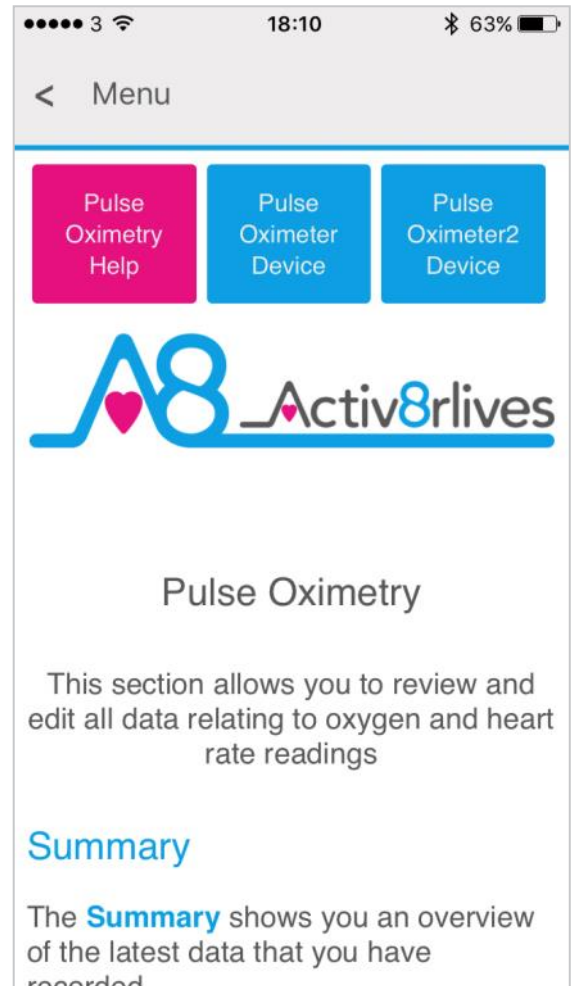 3 18:10 63%
< Menu
Pulse Oximetry Help
Pulse Oximeter Device
Pulse Oximeter2 Device
A8 Activ8rlives
Pulse Oximetry
This section allows you to review and
edit all data relating to oxygen and heart
rate readings
Summary
The Summary shows you an overview
of the latest data that you have
recorded